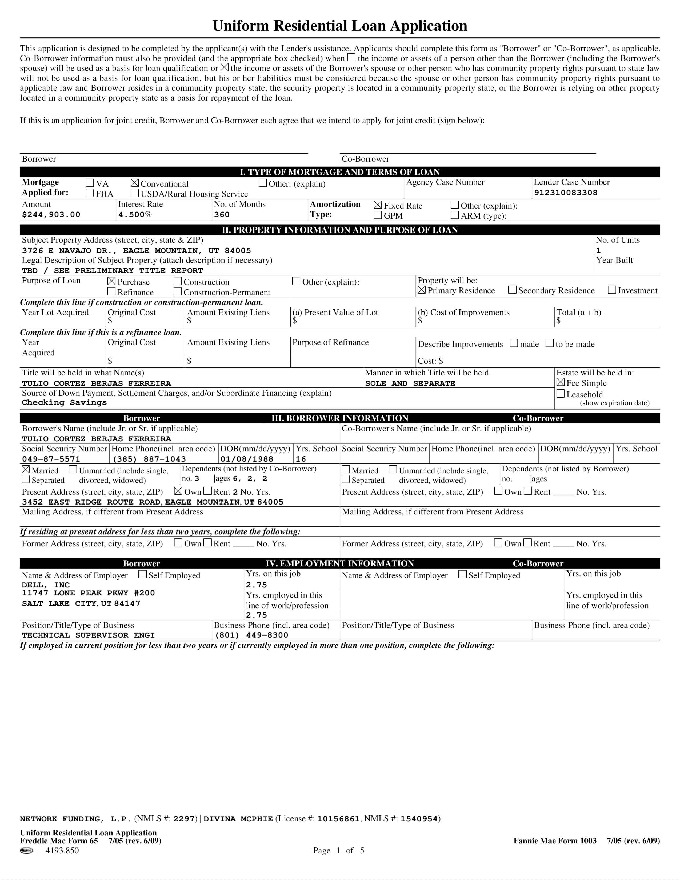 Uniform Residential Loan Application
This application is designed to be completed by the applicant(s) with the Lender's assistance. Applicants should complete this form as "Borrower" or "Co-Borrower", as applicable.
Co-Borrower information must also be provided (and the appropriate box checked) when ☐ the income or assets of a person other than the Borrower (including the Borrower's
spouse) will be used as a basis for loan qualification or ☒ the income or assets of the Borrower's spouse or other person who has community property rights pursuant to state law
will not be used as a basis for loan qualification, but his or her liabilities must be considered because the spouse or other person has community property rights pursuant to
applicable law and Borrower resides in a community property state, the security property is located in a community property state, or the Borrower is relying on other property
located in a community property state as a basis for repayment of the loan.
If this is an application for joint credit, Borrower and Co-Borrower each agree that we intend to apply for joint credit (sign below):
Borrower Co-Borrower
I. TYPE OF MORTGAGE AND TERMS OF LOAN
Mortgage ☐ VA ☒ Conventional ☐ Other: (explain) Agency Case Number Lender Case Number
Applied for: ☐ FHA ☐ USDA/Rural Housing Service 912310083308
Amount Interest Rate No. of Months Amortization ☒ Fixed Rate ☐ Other (explain):
$244,903.00 4.500% 360 Type: ☐ GPM ☐ ARM (type):
II. PROPERTY INFORMATION AND PURPOSE OF LOAN
Subject Property Address (street, city, state & ZIP) No. of Units
3726 E NAVAJO DR., EAGLE MOUNTAIN, UT 84005 1
Legal Description of Subject Property (attach description if necessary) Year Built
TBD / SEE PRELIMINARY TITLE REPORT
Purpose of Loan ☒ Purchase ☐ Construction ☐ Other (explain): Property will be:
☐ Refinance ☐ Construction-Permanent ☒ Primary Residence ☐ Secondary Residence ☐ Investment
Complete this line if construction or construction-permanent loan.
Year Lot Acquired Original Cost Amount Existing Liens (a) Present Value of Lot (b) Cost of Improvements Total (a + b)
$ $ $ $ $
Complete this line if this is a refinance loan.
Year Original Cost Amount Existing Liens Purpose of Refinance Describe Improvements ☐ made ☐ to be made
Acquired
$ $ Cost: $
Title will be held in what Name(s) Manner in which Title will be held Estate will be held in:
TULIO CORTEZ BERJAS FERREIRA SOLE AND SEPARATE ☒ Fee Simple
Source of Down Payment, Settlement Charges, and/or Subordinate Financing (explain) ☐ Leasehold
Checking Savings (show expiration date)
Borrower III. BORROWER INFORMATION Co-Borrower
Borrower's Name (include Jr. or Sr. if applicable) Co-Borrower's Name (include Jr. or Sr. if applicable)
TULIO CORTEZ BERJAS FERREIRA
Social Security Number Home Phone(incl. area code) DOB(mm/dd/yyyy) Yrs. School Social Security Number Home Phone(incl. area code) DOB(mm/dd/yyyy) Yrs. School
049-87-5571 (385) 887-1043 01/08/1988 16
☒ Married ☐ Unmarried (include single, Dependents (not listed by Co-Borrower) ☐ Married ☐ Unmarried (include single, Dependents (not listed by Borrower)
☐ Separated divorced, widowed) no. 3 ages 6, 2, 2 ☐ Separated divorced, widowed) no. ages
Present Address (street, city, state, ZIP) ☒ Own ☐ Rent 2 No. Yrs. Present Address (street, city, state, ZIP) ☐ Own ☐ Rent ____ No. Yrs.
3452 EAST RIDGE ROUTE ROAD, EAGLE MOUNTAIN, UT 84005
Mailing Address, if different from Present Address Mailing Address, if different from Present Address
If residing at present address for less than two years, complete the following:
Former Address (street, city, state, ZIP) ☐ Own ☐ Rent ____ No. Yrs. Former Address (street, city, state, ZIP) ☐ Own ☐ Rent ____ No. Yrs.
Borrower IV. EMPLOYMENT INFORMATION Co-Borrower
Name & Address of Employer ☐ Self Employed Yrs. on this job Name & Address of Employer ☐ Self Employed Yrs. on this job
DELL, INC 2.75
11747 LONE PEAK PKWY #200 Yrs. employed in this Yrs. employed in this
SALT LAKE CITY, UT 84147 line of work/profession line of work/profession
2.75
Position/Title/Type of Business Business Phone (incl. area code) Position/Title/Type of Business Business Phone (incl. area code)
TECHNICAL SUPERVISOR ENGI (801) 449-8300
If employed in current position for less than two years or if currently employed in more than one position, complete the following:
NETWORK FUNDING, L.P. (NMLS #: 2297) | DIVINA MCPHIE (License #: 10156861, NMLS #: 1540954)
Uniform Residential Loan Application
Freddie Mac Form 65 7/05 (rev. 6/09) Fannie Mae Form 1003 7/05 (rev. 6/09)
4193.850 Page 1 of 5